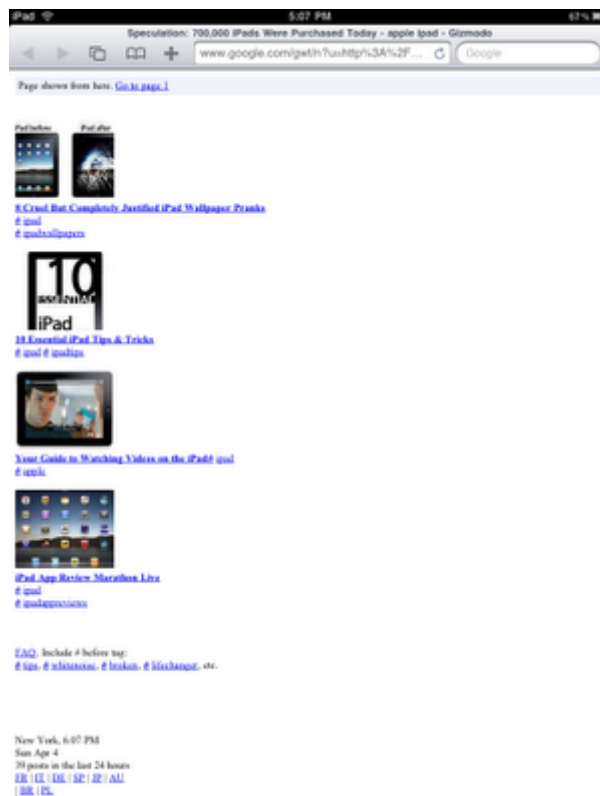 iPad 5:07 PM 67%
Speculation: 700,000 iPads Were Purchased Today - apple ipad - Gizmodo
www.google.com/gwt/n?u=http%3A%2F... Google
Page shown from here. Go to page 1
iPad before iPad after
8 Cruel But Completely Justified iPad Wallpaper Pranks
# ipad
# ipadwallpapers
10
ESSENTIAL
iPad
10 Essential iPad Tips & Tricks
# ipad # ipadtips
Your Guide to Watching Videos on the iPad# ipad
# apple
iPad App Review Marathon Live
# ipad
# ipadappreviews
FAQ. Include # before tag:
# tips, # whitenoise, # broken, # lifechanger, etc.
New York, 6:07 PM
Sun Apr 4
39 posts in the last 24 hours
FR | IT | DE | SP | JP | AU
| BR | PL